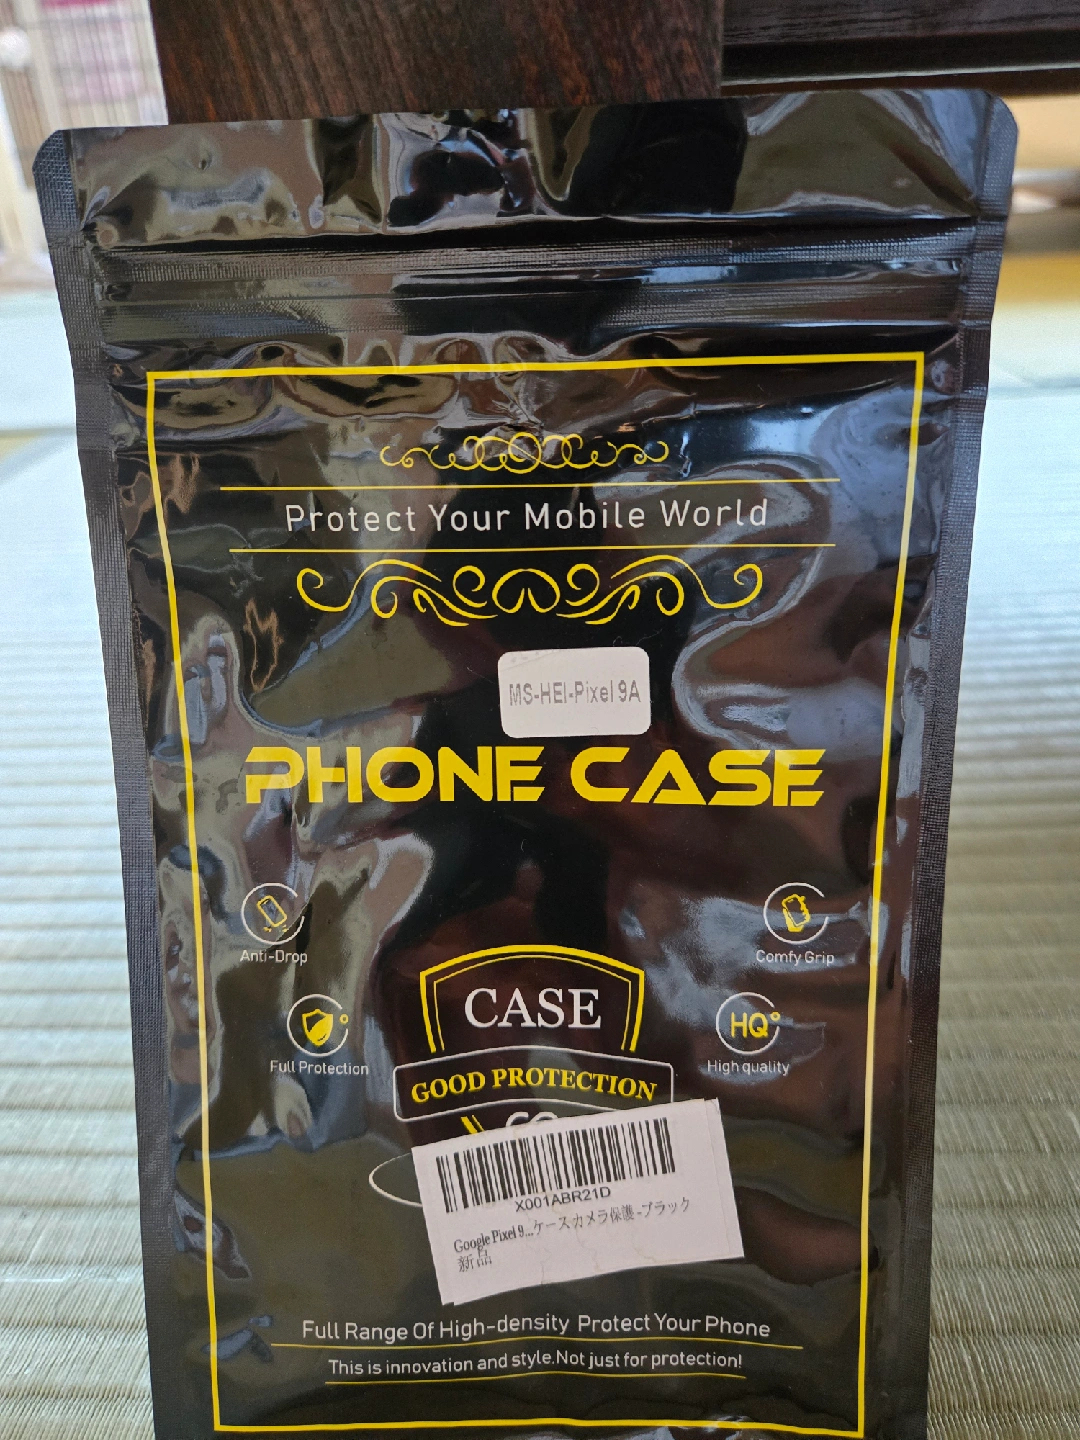 Protect Your Mobile World
MS-HEI-Pixel 9A
PHONE CASE
Anti-Drop
Comfy Grip
CASE
HQ
Full Protection
High quality
GOOD PROTECTION
X001ABR21D
Google Pixel 9...ケースカメラ保護-ブラック
新品
Full Range Of High-density Protect Your Phone
This is innovation and style.Not just for protection!